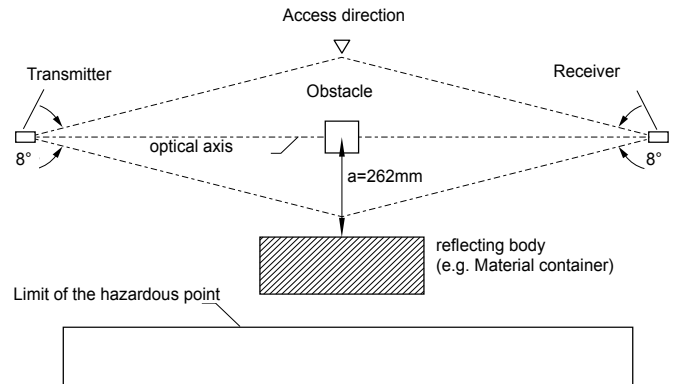 Access direction
Transmitter
Receiver
Obstacle
optical axis
8°
8°
a=262mm
reflecting body
(e.g. Material container)
Limit of the hazardous point